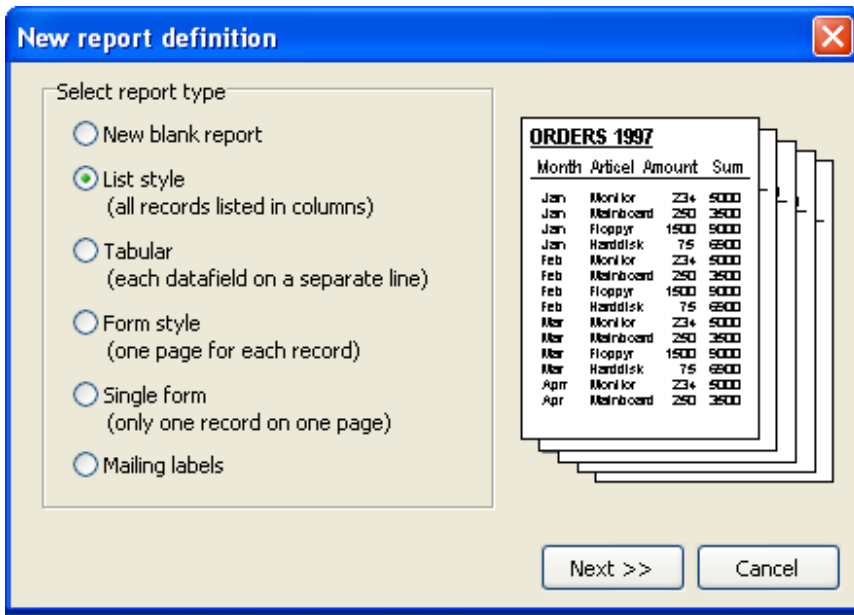 New report definition
Select report type
New blank report
List style
(all records listed in columns)
Tabular
(each datafield on a separate line)
Form style
(one page for each record)
Single form
(only one record on one page)
Mailing labels
ORDERS 1997
Month Articel Amount Sum
Jan Monitor 234 5000
Jan Mainboard 250 3500
Jan Floppyr 1500 9000
Jan Harddisk 75 6900
Feb Monitor 234 5000
Feb Mainboard 250 3500
Feb Floppyr 1500 9000
Feb Harddisk 75 6900
Mar Monitor 234 5000
Mar Mainboard 250 3500
Mar Floppyr 1500 9000
Mar Harddisk 75 6900
Aprr Monitor 234 5000
Apr Mainboard 250 3500
Next >>
Cancel